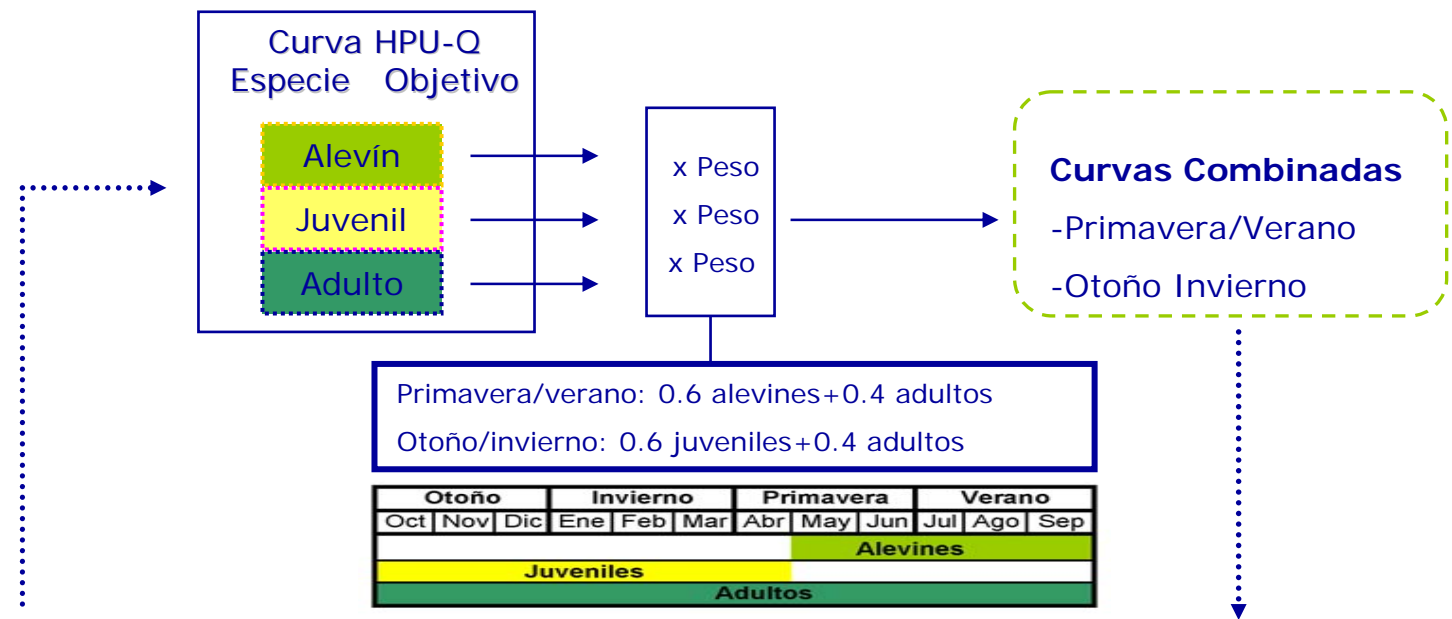 Curva HPU-Q
Especie Objetivo
Alevín
Juvenil
Adulto
x Peso
x Peso
x Peso
Curvas Combinadas
-Primavera/Verano
-Otoño Invierno
Primavera/verano: 0.6 alevines+0.4 adultos
Otoño/invierno: 0.6 juveniles+0.4 adultos
Otoño Invierno Primavera Verano
Oct Nov Dic Ene Feb Mar Abr May Jun Jul Ago Sep
Alevines
Juveniles
Adultos